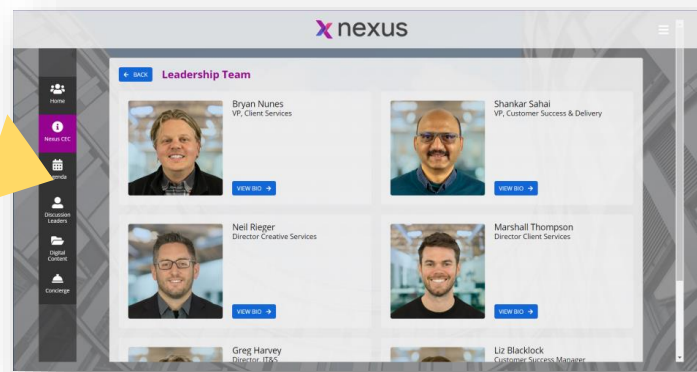 nexus
Home
Nexus CEC
Discussion
Leaders
Digital
Content
Concierge
← BACK
Leadership Team
Bryan Nunes
VP, Client Services
VIEW BIO →
Shankar Sahai
VP, Customer Success & Delivery
VIEW BIO →
Neil Rieger
Director Creative Services
VIEW BIO →
Marshall Thompson
Director Client Services
VIEW BIO →
Greg Harvey
Director, IT&S
Liz Blacklock
Customer Success Manager